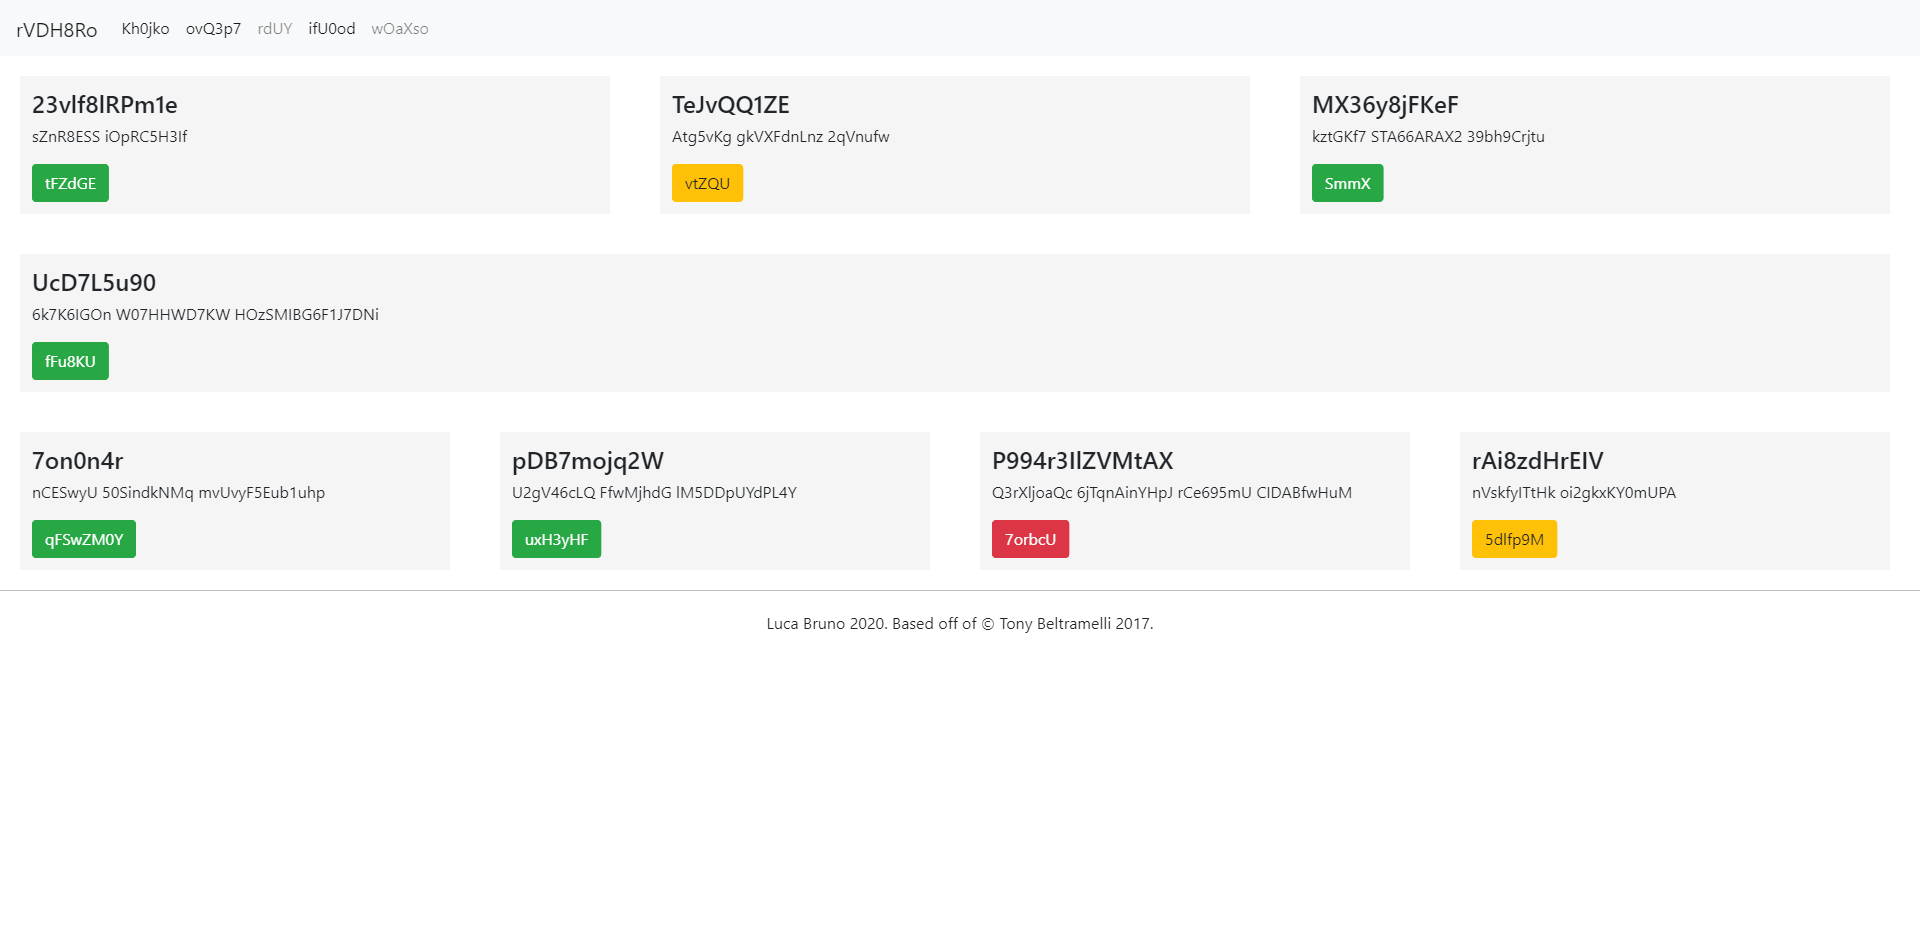 rVDH8Ro Kh0jko ovQ3p7 rdUY ifU0od wOaXso
23vlf8lRPm1e
sZnR8ESS iOpRC5H3If
tFZdGE
TeJvQQ1ZE
Atg5vKg gkVXFdnLnz 2qVnufw
vtZQU
MX36y8jFKeF
kztGKf7 STA66ARAX2 39bh9Crjtu
SmmX
UcD7L5u90
6k7K6IGOn W07HHWD7KW HOzSMIBG6F1J7DNi
fFu8KU
7on0n4r
nCESwyU 50SindkNMq mvUvyF5Eub1uhp
qFSwZM0Y
pDB7mojq2W
U2gV46cLQ FfwMjhdG lM5DDpUYdPL4Y
uxH3yHF
P994r3IlZVMtAX
Q3rXljoaQc 6jTqnAinYHpJ rCe695mU CIDABfwHuM
7orbcU
rAi8zdHrEIV
nVskfyITtHk oi2gkxKY0mUPA
5dlfp9M
Luca Bruno 2020. Based off of © Tony Beltramelli 2017.